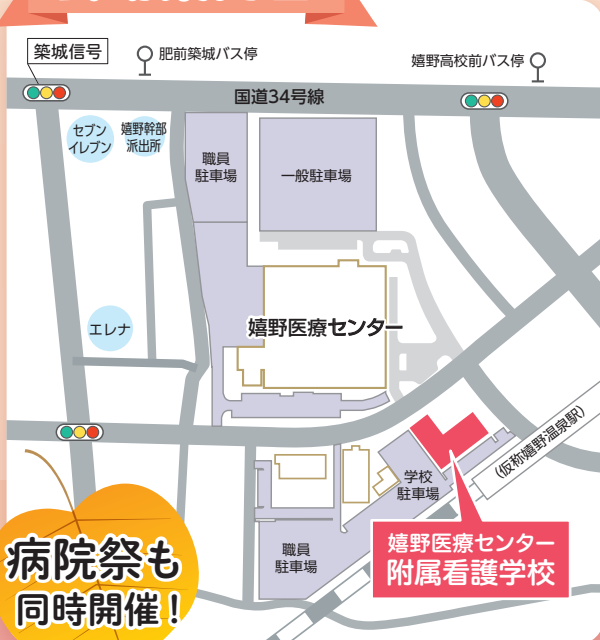 築城信号
肥前築城バス停
嬉野高校前バス停
国道34号線
セブン
イレブン
嬉野幹部
派出所
職員
駐車場
一般駐車場
エレナ
嬉野医療センター
(仮称嬉野温泉駅)
学校
駐車場
職員
駐車場
嬉野医療センター
附属看護学校
病院祭も
同時開催!